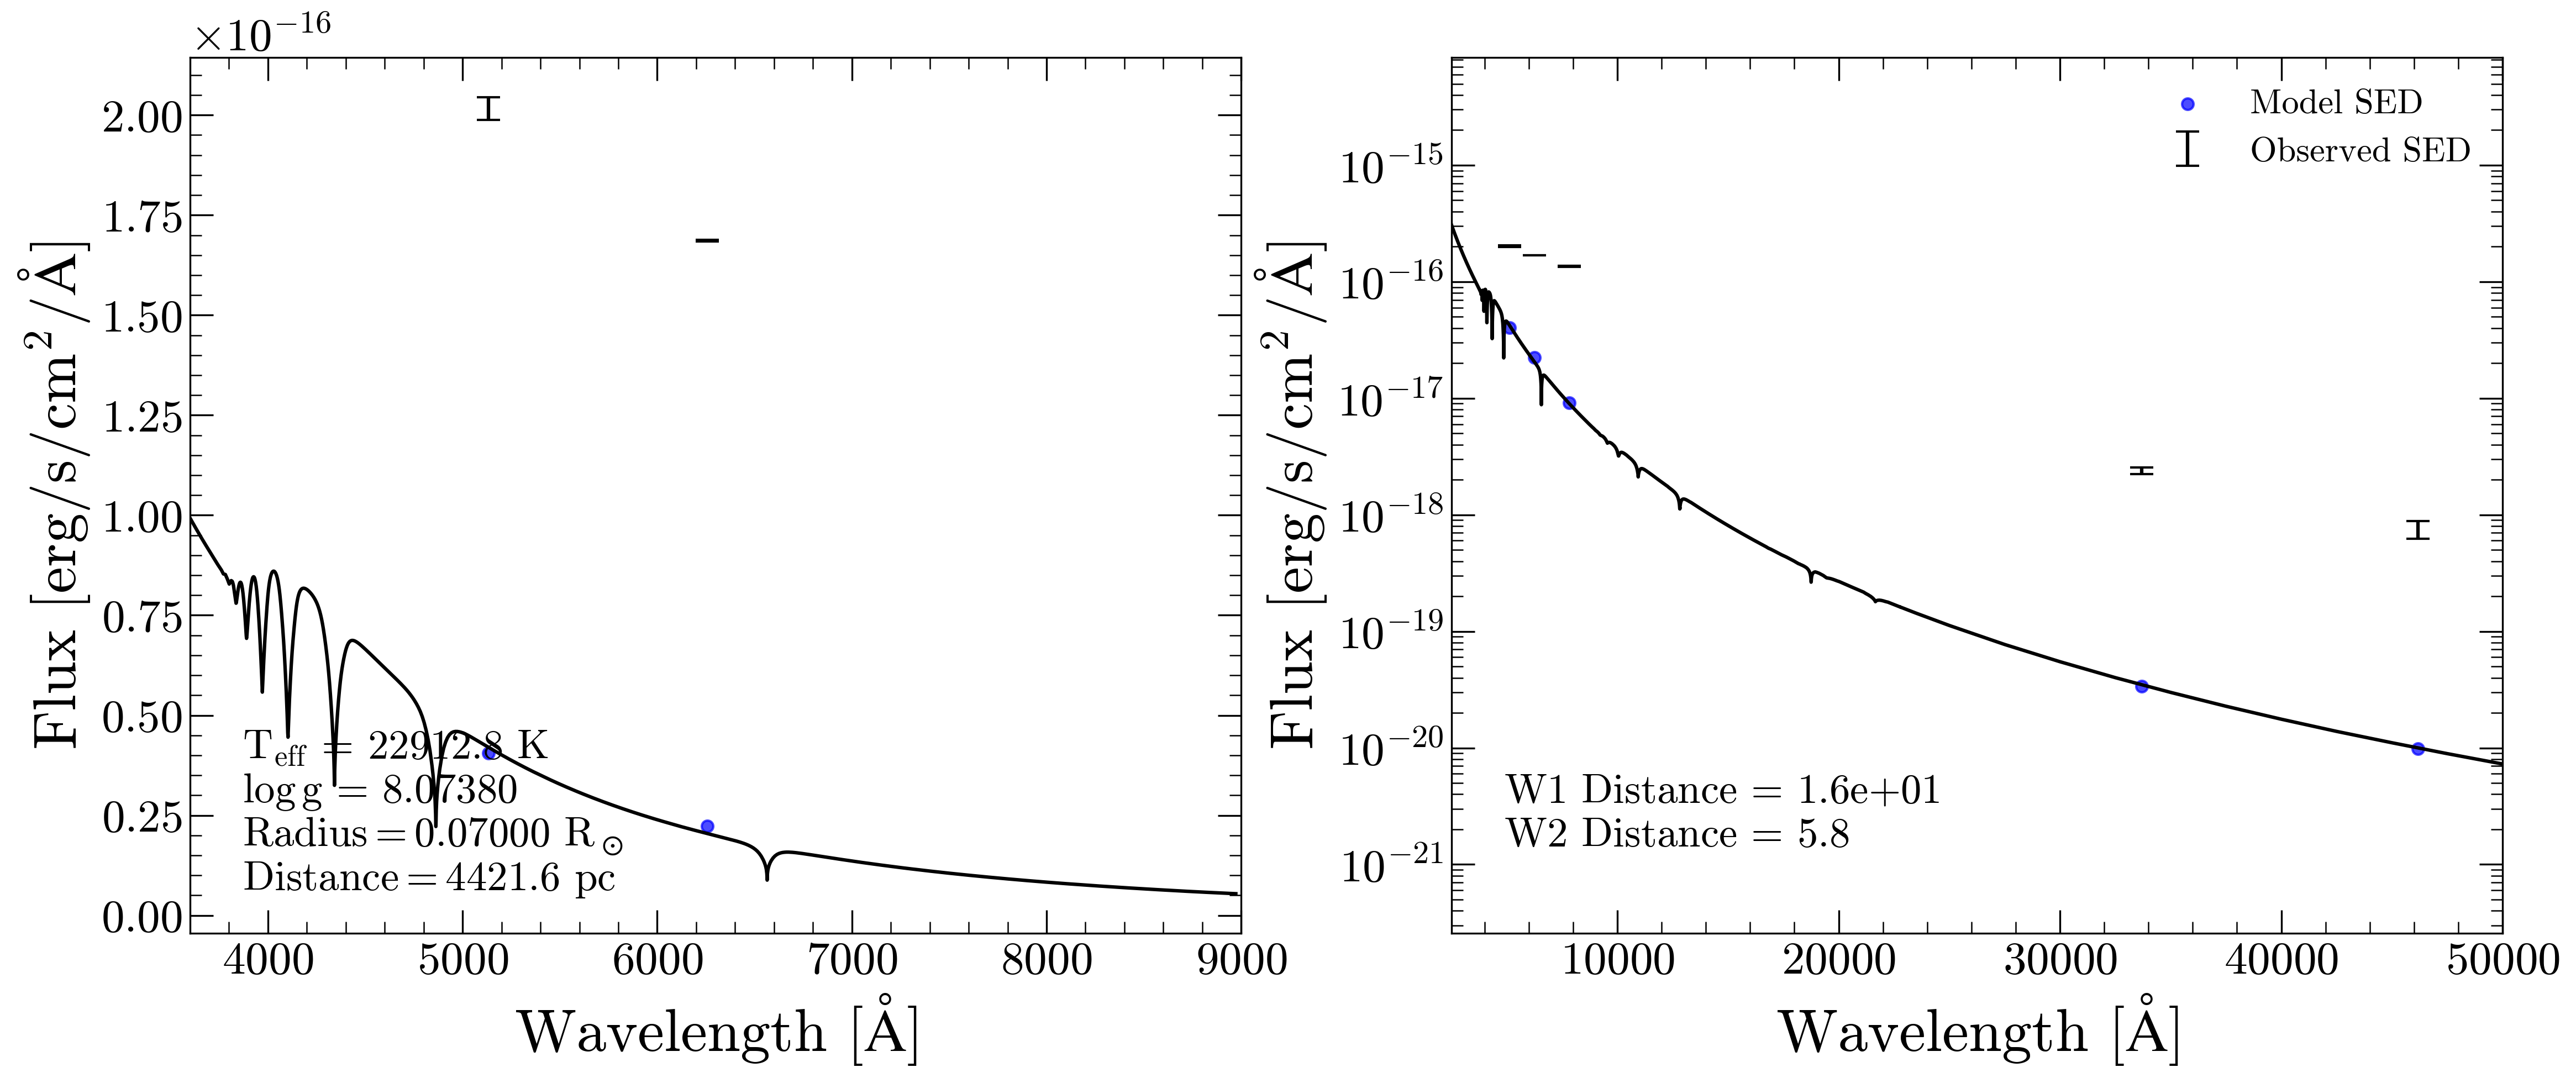 ×10⁻¹⁶
2.00
1.75
1.50
1.25
1.00
0.75
0.50
0.25
0.00
Flux [erg/s/cm²/Å]
T_eff = 22912.8 K
log g = 8.07380
Radius = 0.07000 R_⊙
Distance = 4421.6 pc
4000 5000 6000 7000 8000 9000
Wavelength [Å]
Model SED
Observed SED
10⁻¹⁵
10⁻¹⁶
10⁻¹⁷
10⁻¹⁸
10⁻¹⁹
10⁻²⁰
10⁻²¹
Flux [erg/s/cm²/Å]
W1 Distance = 1.6e+01
W2 Distance = 5.8
10000 20000 30000 40000 50000
Wavelength [Å]